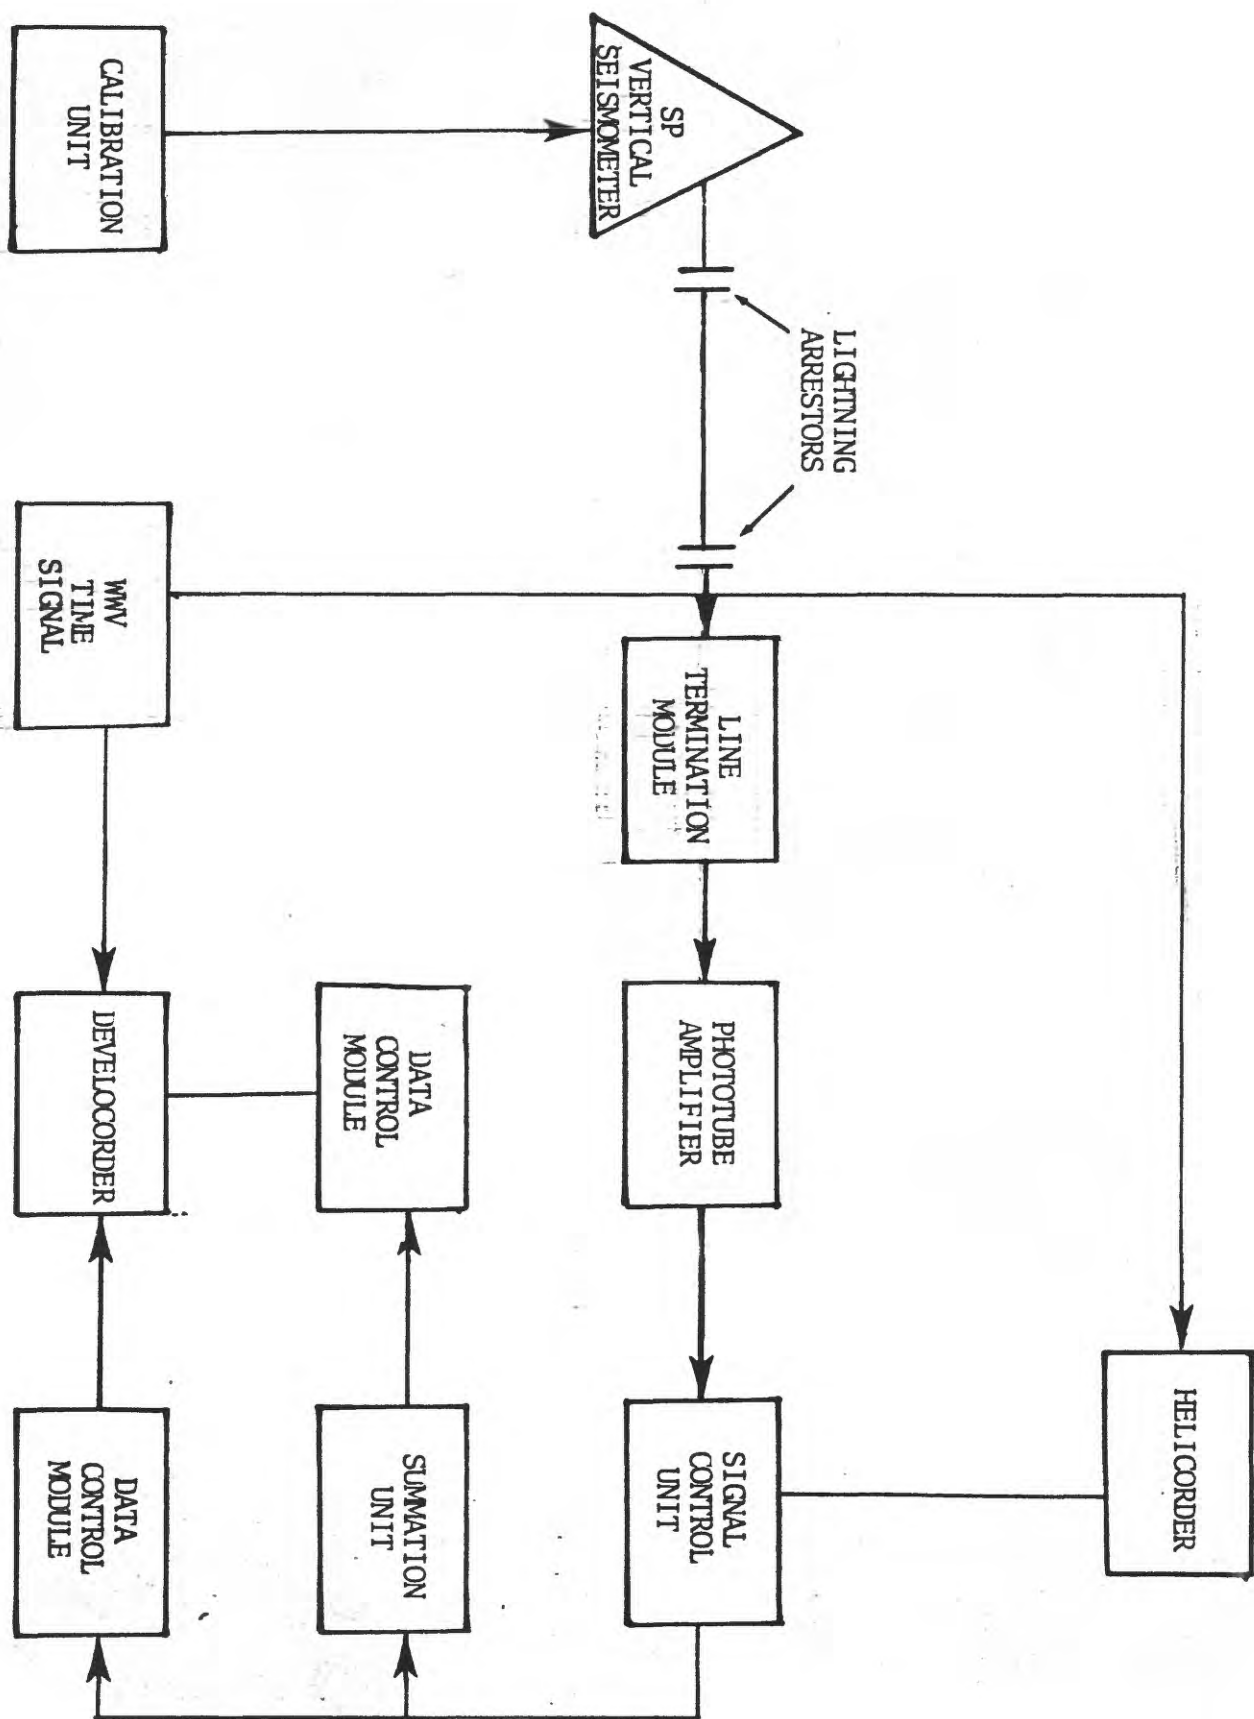 HELICORDER
LIGHTNING
ARRESTORS
SP
VERTICAL
SEISMOMETER
LINE
TERMINATION
MODULE
PHOTOTUBE
AMPLIFIER
SIGNAL
CONTROL
UNIT
DATA
CONTROL
MODULE
SUMMATION
UNIT
CALIBRATION
UNIT
WWV
TIME
SIGNAL
DEVELOCORDER
DATA
CONTROL
MODULE